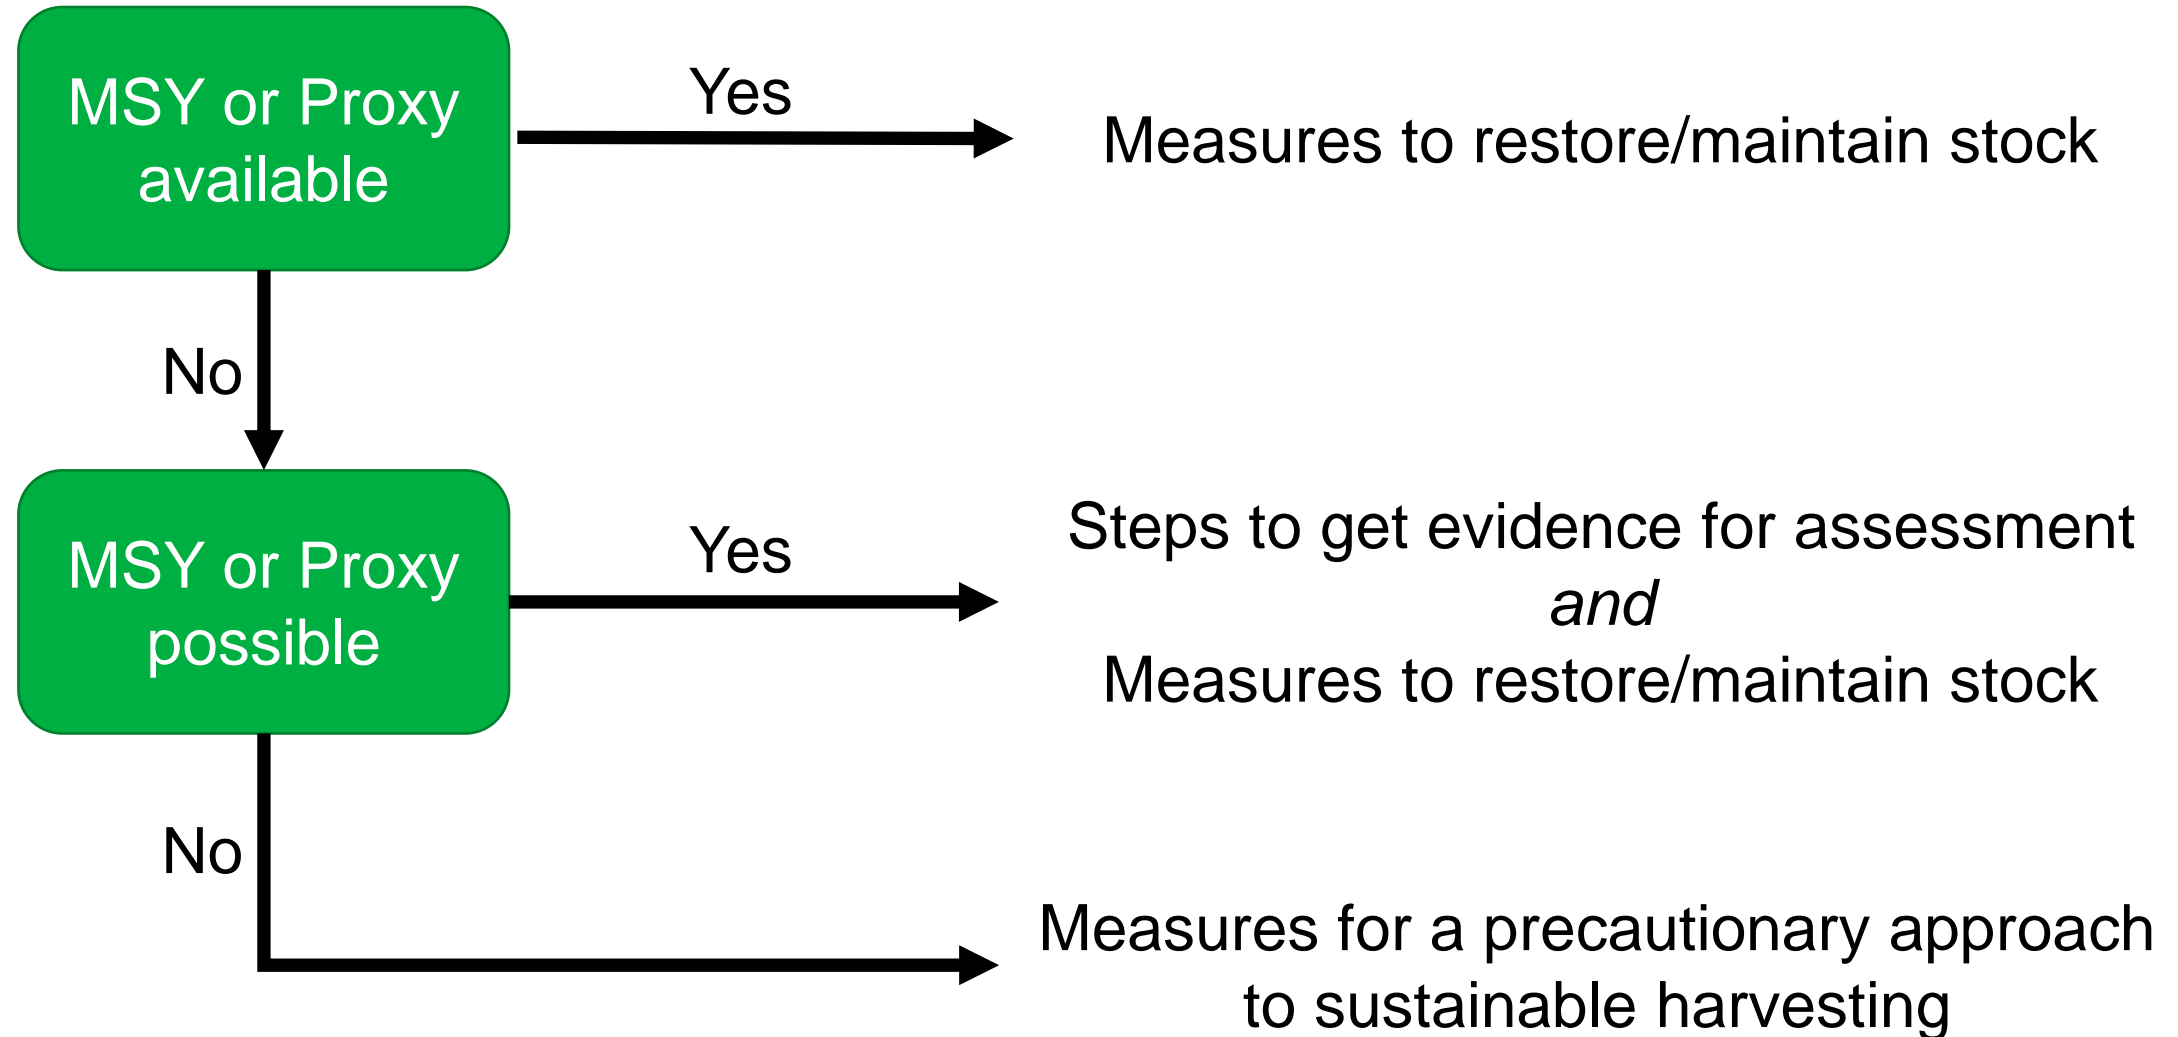 MSY or Proxy
available
Yes
Measures to restore/maintain stock
No
MSY or Proxy
possible
Yes
Steps to get evidence for assessment
and
Measures to restore/maintain stock
No
Measures for a precautionary approach
to sustainable harvesting